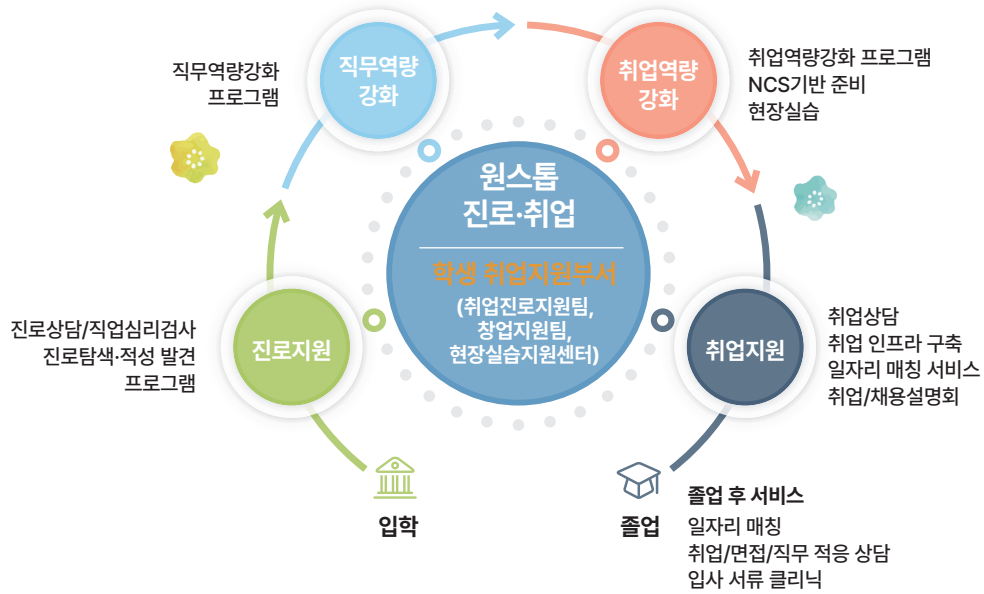 직무역량강화
프로그램
직무역량
강화
취업역량
강화
취업역량강화 프로그램
NCS기반 준비
현장실습
원스톱
진로·취업
학생 취업지원부서
(취업진로지원팀,
창업지원팀,
현장실습지원센터)
진로상담/직업심리검사
진로탐색·적성 발견
프로그램
진로지원
취업지원
취업상담
취업 인프라 구축
일자리 매칭 서비스
취업/채용설명회
입학
졸업
졸업 후 서비스
일자리 매칭
취업/면접/직무 적응 상담
입사 서류 클리닉